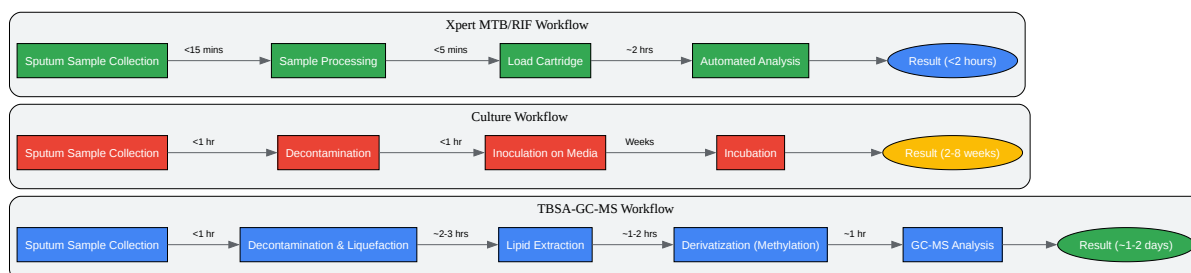 Xpert MTB/RIF Workflow
Sputum Sample Collection
<15 mins
Sample Processing
<5 mins
Load Cartridge
~2 hrs
Automated Analysis
Result (<2 hours)
Culture Workflow
Sputum Sample Collection
<1 hr
Decontamination
<1 hr
Inoculation on Media
Weeks
Incubation
Result (2-8 weeks)
TBSA-GC-MS Workflow
Sputum Sample Collection
<1 hr
Decontamination & Liquefaction
~2-3 hrs
Lipid Extraction
~1-2 hrs
Derivatization (Methylation)
~1 hr
GC-MS Analysis
Result (~1-2 days)